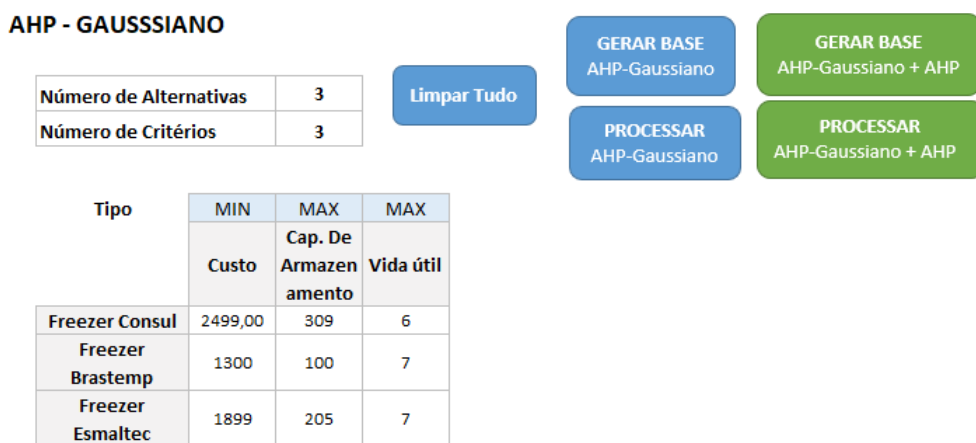 AHP - GAUSSSIANO
GERAR BASE
AHP-Gaussiano
GERAR BASE
AHP-Gaussiano + AHP
Número de Alternativas 3
Número de Critérios 3
Limpar Tudo
PROCESSAR
AHP-Gaussiano
PROCESSAR
AHP-Gaussiano + AHP
Tipo MIN MAX MAX
Custo
Cap. De
Armazen
amento
Vida útil
Freezer Consul 2499,00 309 6
Freezer
Brastemp
1300 100 7
Freezer
Esmaltec
1899 205 7